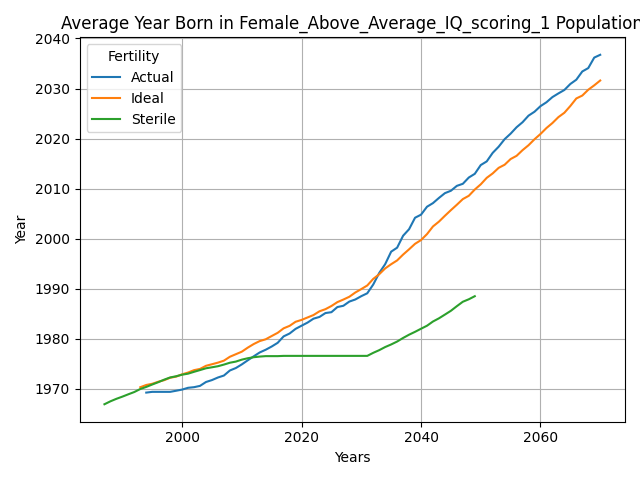 Average Year Born in Female_Above_Average_IQ_scoring_1 Population
2040
2030
2020
2010
2000
1990
1980
1970
Year
Fertility
Actual
Ideal
Sterile
2000 2020 2040 2060
Years